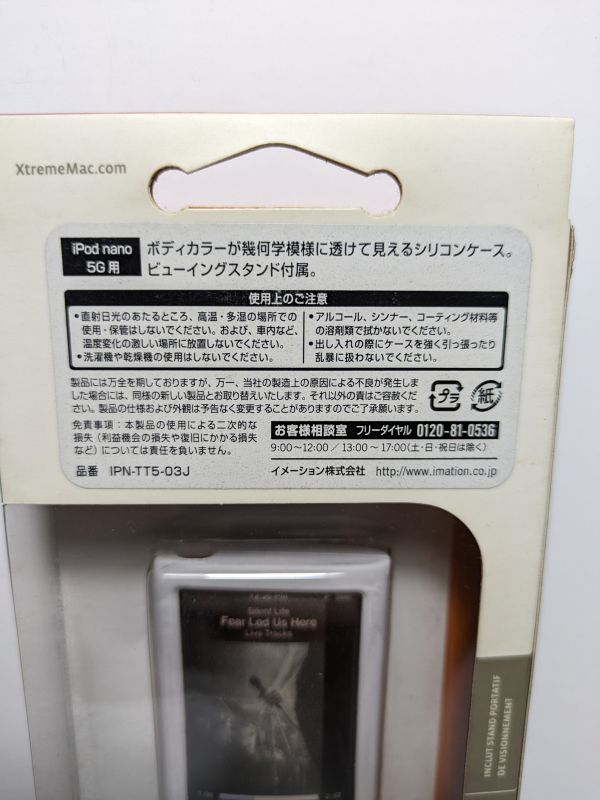 XtremeMac.com
iPod nano
5G用
ボディカラーが幾何学模様に透けて見えるシリコンケース。
ビューイングスタンド付属。
使用上のご注意
•直射日光のあたるところ、高温・多湿の場所での
使用・保管はしないでください。および、車内など、
温度変化の激しい場所に放置しないでください。
•洗濯機や乾燥機の使用はしないでください。
•アルコール、シンナー、コーティング材料等
の溶剤類で拭かないでください。
•出し入れの際にケースを強く引っ張ったり
乱暴に扱わないでください。
製品には万全を期しておりますが、万一、当社の製造上の原因による不良が発生しま
した場合には、同様の新しい製品とお取り替えいたします。それ以外の責はご容赦くだ
さい。製品の仕様および外観は予告なく変更することがありますのでご了承願います。
プラ
紙
免責事項：本製品の使用による二次的な
損失（利益機会の損失や復旧にかかる損失
など）については責任を負いません。
お客様相談室 フリーダイヤル 0120-81-0536
9:00〜12:00 / 13:00〜17:00(土・日・祝日は除く)
品番 IPN-TT5-03J
イメーション株式会社 http://www.imation.co.jp
Silent Life
Fear Led Us Here
Live Tracks
INCLUT STAND PORTATIF
DE VISIONNEMENT